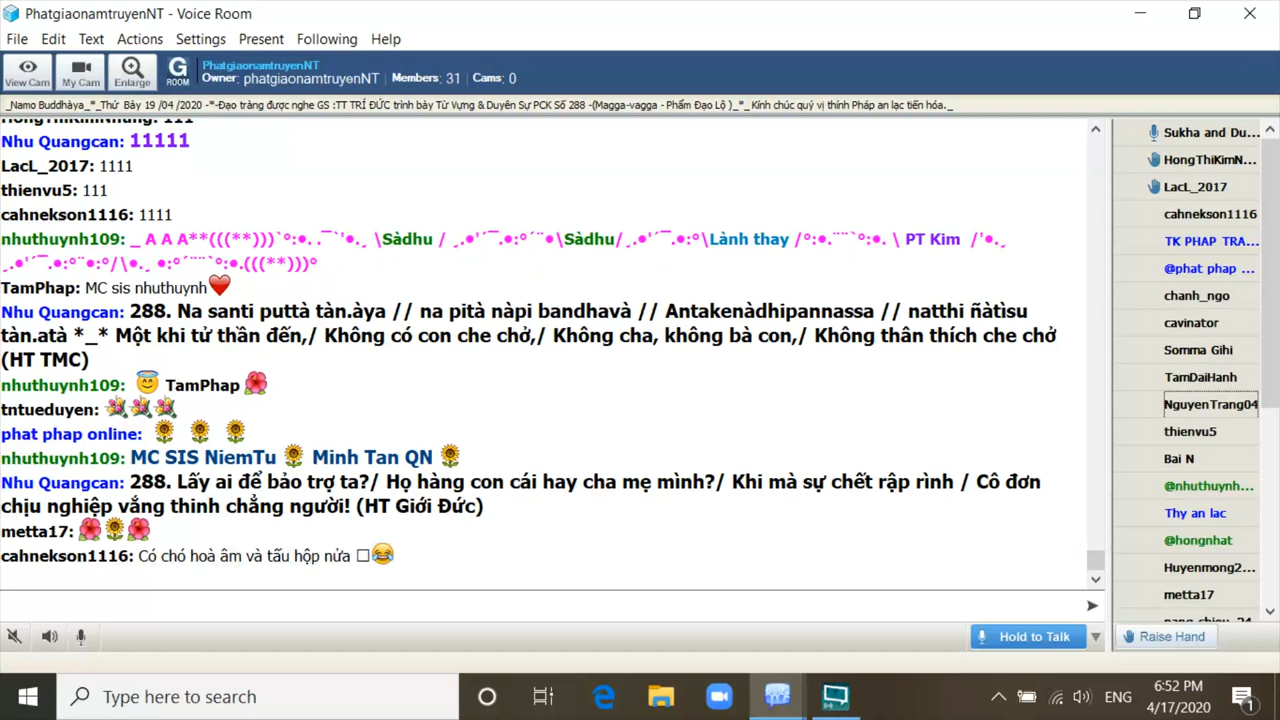 PhatgiaonamtruyenNT - Voice Room
File Edit Text Actions Settings Present Following Help
View Cam My Cam Enlarge G ROOM
PhatgiaonamtruyenNT
Owner: phatgiaonamtruyenNT | Members: 31 | Cams: 0
_Namo Buddhàya_*_Thứ Bảy 19 /04 /2020 -*-Đạo tràng được nghe GS :TT TRÍ ĐỨC trình bày Từ Vựng & Duyên Sự PCK Số 288 -(Magga-vagga - Phẩm Đạo Lộ )_*_ Kính chúc quý vị thính Pháp an lạc tiến hóa._
HongThiKimNhung: 111
Nhu Quangcan: 11111
LacL_2017: 1111
thienvu5: 111
cahnekson1116: 1111
nhuthuynh109: _ A A A**(((**)))`°:•. .¯`'•.¸ \Sàdhu / ¸.•'´¯.•:°´¨•\Sàdhu/¸.•'´¯.•:°\Lành thay /°:•.¨¨`°:•. \ PT Kim /'•.¸
¸.•'´¯.•:°¨•:°/\•.¸ •:°´¨¨`°:•.(((**)))°
TamPhap: MC sis nhuthuynh❤️
Nhu Quangcan: 288. Na santi puttà tàn.àya // na pità nàpi bandhavà // Antakenàdhipannassa // natthi ñàtìsu
tàn.atà *_* Một khi tử thần đến,/ Không có con che chở,/ Không cha, không bà con,/ Không thân thích che chở
(HT TMC)
nhuthuynh109: 😇 TamPhap 🌺
tntueduyen: 💐💐💐
phat phap online: 🌻 🌻 🌻
nhuthuynh109: MC SIS NiemTu 🌻 Minh Tan QN 🌻
Nhu Quangcan: 288. Lấy ai để bảo trợ ta?/ Họ hàng con cái hay cha mẹ mình?/ Khi mà sự chết rập rình / Cô đơn
chịu nghiệp vắng thinh chẳng người! (HT Giới Đức)
metta17: 🌺🌻🌺
cahnekson1116: Có chó hoà âm và tấu hộp nửa □😂
Sukha and Du...
HongThiKimN...
LacL_2017
cahnekson1116
TK PHAP TRA...
@phat phap ...
chanh_ngo
cavinator
Somma Gihi
TamDaiHanh
NguyenTrang04
thienvu5
Bai N
@nhuthuynh...
Thy an lac
@hongnhat
Huyenmong2...
metta17
Hold to Talk
Raise Hand
Type here to search
ENG
6:52 PM
4/17/2020
1